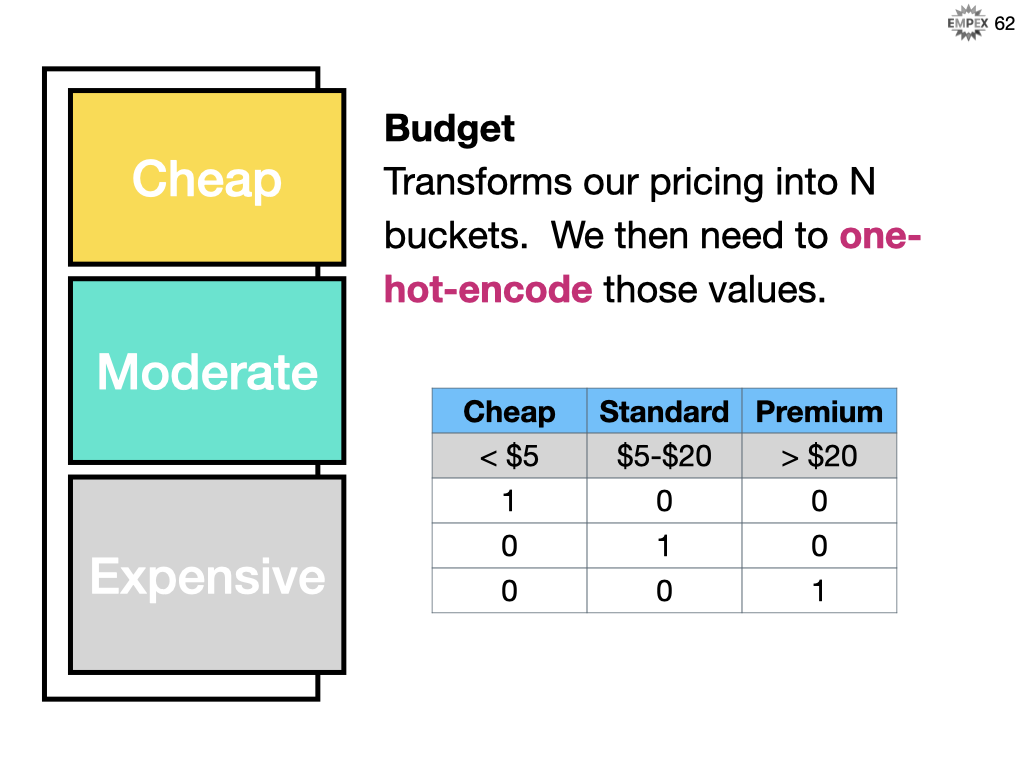 EMPEX 62
Cheap
Moderate
Expensive
Budget
Transforms our pricing into N
buckets.  We then need to one-
hot-encode those values.
Cheap Standard Premium
< $5 $5-$20 > $20
1 0 0
0 1 0
0 0 1